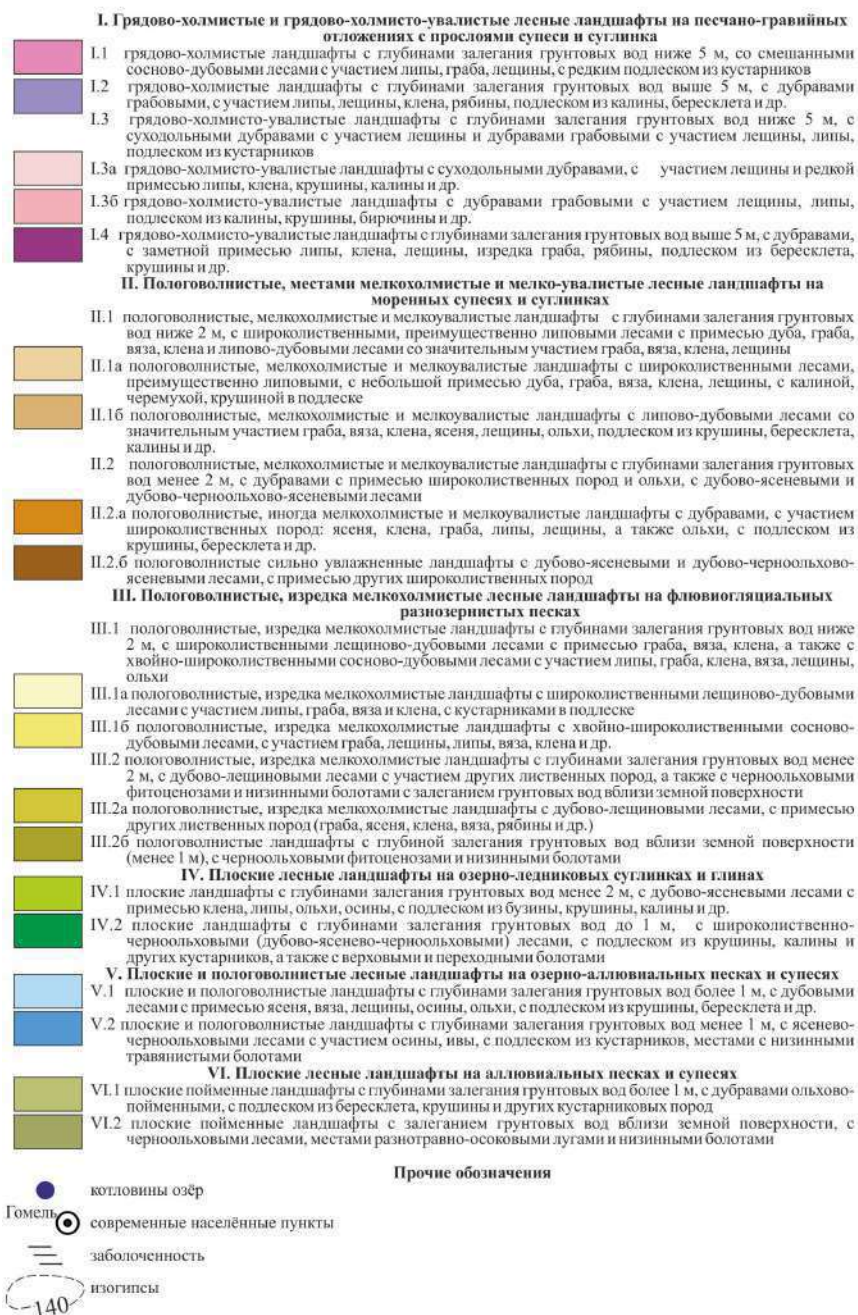 I. Грядово-холмистые и грядово-холмисто-увалистые лесные ландшафты на песчано-гравийных
отложениях с прослоями супеси и суглинка
I.1 грядово-холмистые ландшафты с глубинами залегания грунтовых вод ниже 5 м, со смешанными
сосново-дубовыми лесами с участием липы, граба, лещины, с редким подлеском из кустарников
I.2 грядово-холмистые ландшафты с глубинами залегания грунтовых вод выше 5 м, с дубравами
грабовыми, с участием липы, лещины, клена, рябины, подлеском из калины, бересклета и др.
I.3 грядово-холмисто-увалистые ландшафты с глубинами залегания грунтовых вод ниже 5 м, с
суходольными дубравами с участием лещины и дубравами грабовыми с участием лещины, липы,
подлеском из кустарников
I.3а грядово-холмисто-увалистые ландшафты с суходольными дубравами, с участием лещины и редкой
примесью липы, клена, крушины, калины и др.
I.3б грядово-холмисто-увалистые ландшафты с дубравами грабовыми с участием лещины, липы,
подлеском из калины, крушины, бирючины и др.
I.4 грядово-холмисто-увалистые ландшафты с глубинами залегания грунтовых вод выше 5 м, с дубравами,
с заметной примесью липы, клена, лещины, изредка граба, рябины, подлеском из бересклета,
крушины и др.
II. Пологоволнистые, местами мелкохолмистые и мелко-увалистые лесные ландшафты на
моренных супесях и суглинках
II.1 пологоволнистые, мелкохолмистые и мелкоувалистые ландшафты с глубинами залегания грунтовых
вод ниже 2 м, с широколиственными, преимущественно липовыми лесами с примесью дуба, граба,
вяза, клена и липово-дубовыми лесами со значительным участием граба, вяза, клена, лещины
II.1а пологоволнистые, мелкохолмистые и мелкоувалистые ландшафты с широколиственными лесами,
преимущественно липовыми, с небольшой примесью дуба, граба, вяза, клена, лещины, с калиной,
черемухой, крушиной в подлеске
II.1б пологоволнистые, мелкохолмистые и мелкоувалистые ландшафты с липово-дубовыми лесами со
значительным участием граба, вяза, клена, ясеня, лещины, ольхи, подлеском из крушины, бересклета,
калины и др.
II.2 пологоволнистые, мелкохолмистые и мелкоувалистые ландшафты с глубинами залегания грунтовых
вод менее 2 м, с дубравами с примесью широколиственных пород и ольхи, с дубово-ясеневыми и
дубово-черноольхово-ясеневыми лесами
II.2.а пологоволнистые, иногда мелкохолмистые и мелкоувалистые ландшафты с дубравами, с участием
широколиственных пород: ясеня, клена, граба, липы, лещины, а также ольхи, с подлеском из
крушины, бересклета и др.
II.2.б пологоволнистые сильно увлажненные ландшафты с дубово-ясеневыми и дубово-черноольхово-
ясеневыми лесами, с примесью других широколиственных пород
III. Пологоволнистые, изредка мелкохолмистые лесные ландшафты на флювиогляциальных
разнозернистых песках
III.1 пологоволнистые, изредка мелкохолмистые ландшафты с глубинами залегания грунтовых вод ниже
2 м, с широколиственными лещиново-дубовыми лесами с примесью граба, вяза, клена, а также с
хвойно-широколиственными сосново-дубовыми лесами с участием липы, граба, клена, вяза, лещины,
ольхи
III.1а пологоволнистые, изредка мелкохолмистые ландшафты с широколиственными лещиново-дубовыми
лесами с участием липы, граба, вяза и клена, с кустарниками в подлеске
III.1б пологоволнистые, изредка мелкохолмистые ландшафты с хвойно-широколиственными сосново-
дубовыми лесами, с участием граба, лещины, липы, вяза, клена и др.
III.2 пологоволнистые, изредка мелкохолмистые ландшафты с глубинами залегания грунтовых вод менее
2 м, с дубово-лещиновыми лесами с участием других лиственных пород, а также с черноольховыми
фитоценозами и низинными болотами с залеганием грунтовых вод вблизи земной поверхности
III.2а пологоволнистые, изредка мелкохолмистые ландшафты с дубово-лещиновыми лесами, с примесью
других лиственных пород (граба, ясеня, клена, вяза, рябины и др.)
III.2б пологоволнистые ландшафты с глубиной залегания грунтовых вод вблизи земной поверхности
(менее 1 м), с черноольховыми фитоценозами и низинными болотами
IV. Плоские лесные ландшафты на озерно-ледниковых суглинках и глинах
IV.1 плоские ландшафты с глубинами залегания грунтовых вод менее 2 м, с дубово-ясеневыми лесами с
примесью клена, липы, ольхи, осины, с подлеском из бузины, крушины, калины и др.
IV.2 плоские ландшафты с глубинами залегания грунтовых вод до 1 м, с широколиственно-
черноольховыми (дубово-ясенево-черноольховыми) лесами, с подлеском из крушины, калины и
других кустарников, а также с верховыми и переходными болотами
V. Плоские и пологоволнистые лесные ландшафты на озерно-аллювиальных песках и супесях
V.1 плоские и пологоволнистые ландшафты с глубинами залегания грунтовых вод более 1 м, с дубовыми
лесами с примесью ясеня, вяза, лещины, осины, ольхи, с подлеском из крушины, бересклета и др.
V.2 плоские и пологоволнистые ландшафты с глубинами залегания грунтовых вод менее 1 м, с ясенево-
черноольховыми лесами с участием осины, ивы, с подлеском из кустарников, местами с низинными
травянистыми болотами
VI. Плоские лесные ландшафты на аллювиальных песках и супесях
VI.1 плоские пойменные ландшафты с глубинами залегания грунтовых вод более 1 м, с дубравами ольхово-
пойменными, с подлеском из бересклета, крушины и других кустарниковых пород
VI.2 плоские пойменные ландшафты с залеганием грунтовых вод вблизи земной поверхности, с
черноольховыми лесами, местами разнотравно-осоковыми лугами и низинными болотами
Прочие обозначения
котловины озёр
Гомель
современные населённые пункты
заболоченность
изогипсы
140